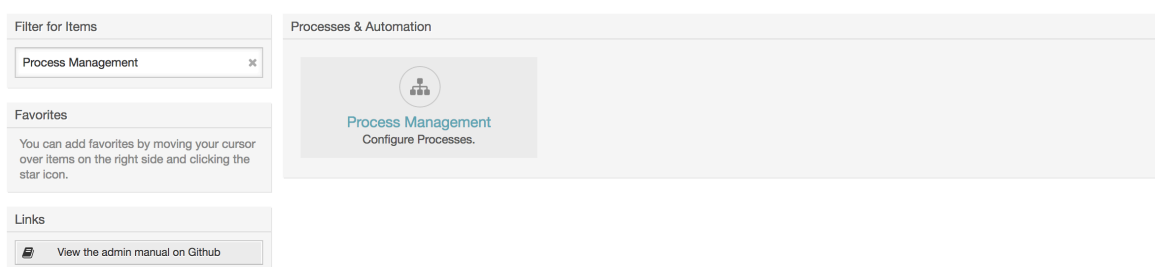 Filter for Items
Process Management
Favorites
You can add favorites by moving your cursor
over items on the right side and clicking the
star icon.
Links
View the admin manual on Github
Processes & Automation
Process Management
Configure Processes.